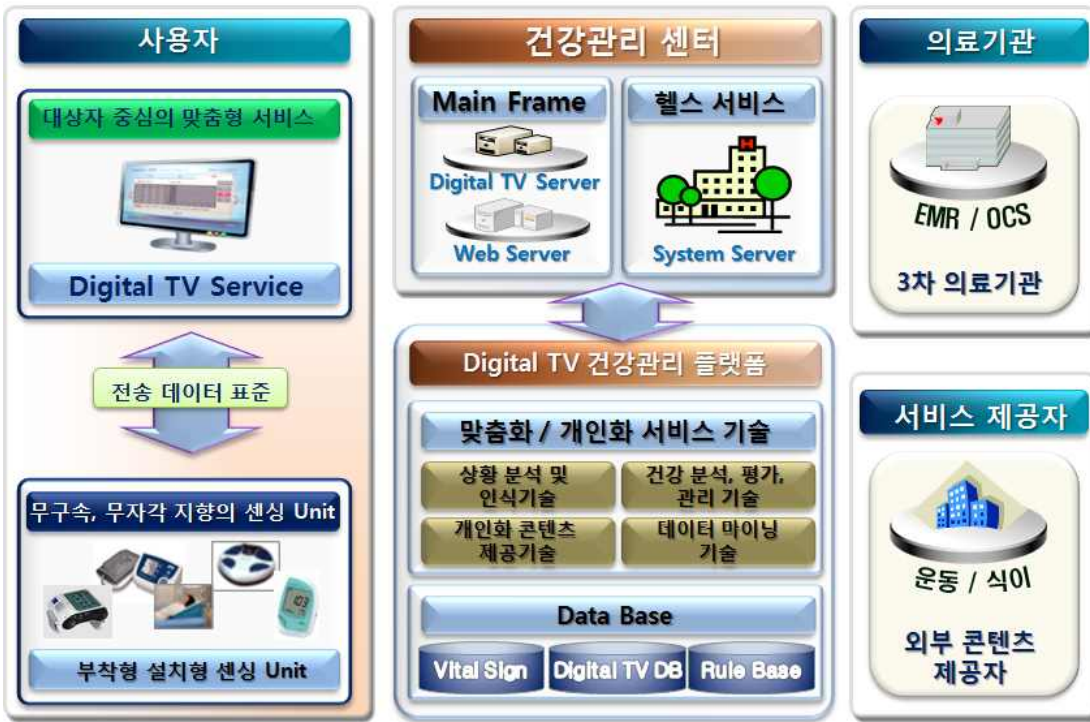 사용자
대상자 중심의 맞춤형 서비스
Digital TV Service
전송 데이터 표준
무구속, 무자각 지향의 센싱 Unit
103
부착형 설치형 센싱 Unit
건강관리 센터
Main Frame
Digital TV Server
Web Server
헬스 서비스
H
System Server
Digital TV 건강관리 플랫폼
맞춤화 / 개인화 서비스 기술
상황 분석 및
인식기술
건강 분석, 평가,
관리 기술
개인화 콘텐츠
제공기술
데이터 마이닝
기술
Data Base
Vital Sign
Digital TV DB
Rule Base
의료기관
EMR / OCS
3차 의료기관
서비스 제공자
운동 / 식이
외부 콘텐츠
제공자